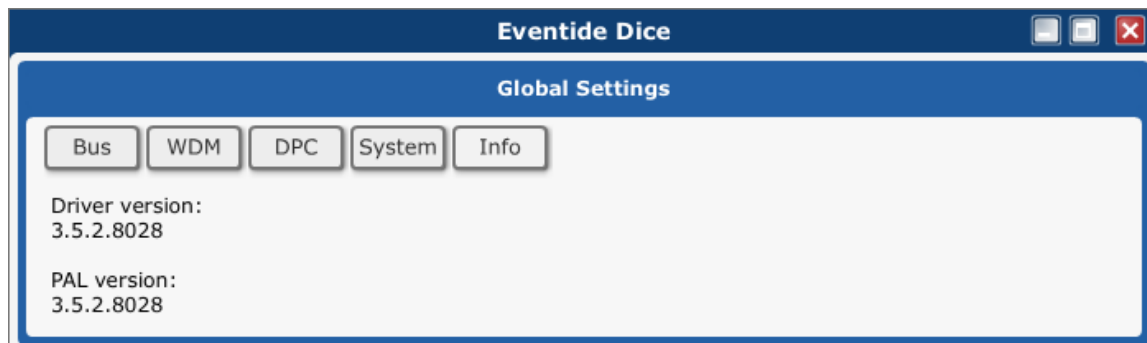 Eventide Dice
Global Settings
Bus WDM DPC System Info
Driver version:
3.5.2.8028
PAL version:
3.5.2.8028